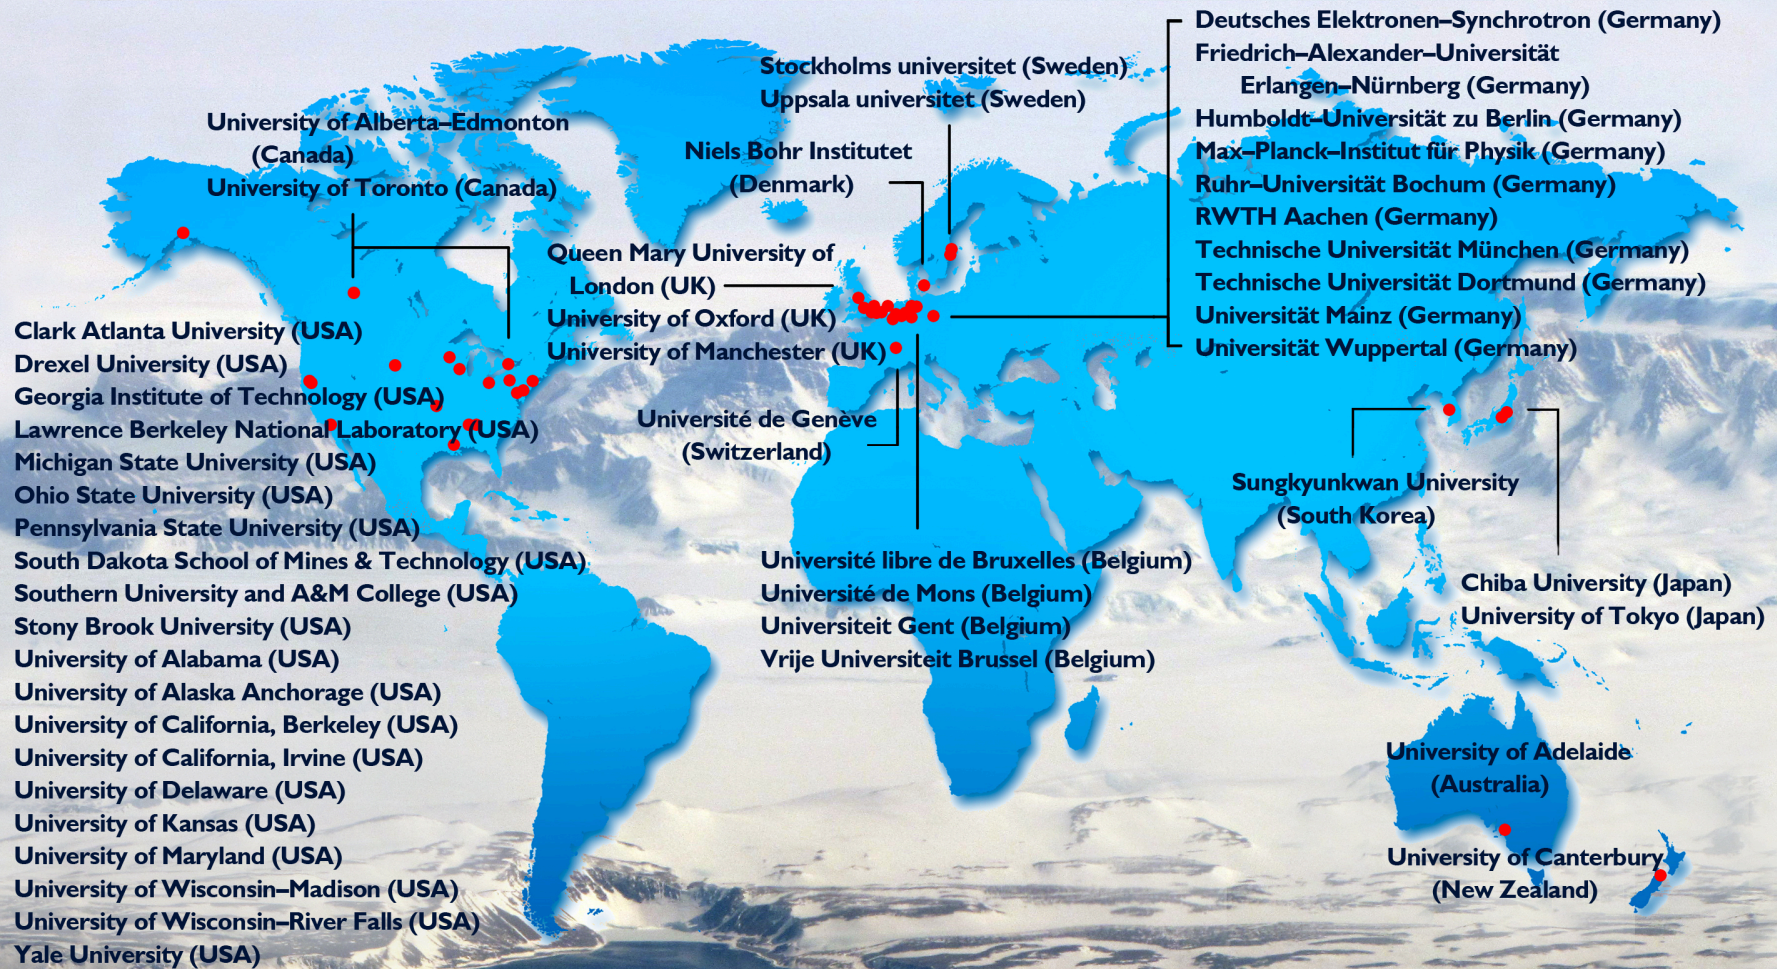 Deutsches Elektronen–Synchrotron (Germany)
Friedrich–Alexander–Universität
Erlangen–Nürnberg (Germany)
Humboldt–Universität zu Berlin (Germany)
Max–Planck–Institut für Physik (Germany)
Ruhr–Universität Bochum (Germany)
RWTH Aachen (Germany)
Technische Universität München (Germany)
Technische Universität Dortmund (Germany)
Universität Mainz (Germany)
Universität Wuppertal (Germany)
Stockholms universitet (Sweden)
Uppsala universitet (Sweden)
Niels Bohr Institutet
(Denmark)
University of Alberta–Edmonton
(Canada)
University of Toronto (Canada)
Queen Mary University of
London (UK)
University of Oxford (UK)
University of Manchester (UK)
Université de Genève
(Switzerland)
Clark Atlanta University (USA)
Drexel University (USA)
Georgia Institute of Technology (USA)
Lawrence Berkeley National Laboratory (USA)
Michigan State University (USA)
Ohio State University (USA)
Pennsylvania State University (USA)
South Dakota School of Mines & Technology (USA)
Southern University and A&M College (USA)
Stony Brook University (USA)
University of Alabama (USA)
University of Alaska Anchorage (USA)
University of California, Berkeley (USA)
University of California, Irvine (USA)
University of Delaware (USA)
University of Kansas (USA)
University of Maryland (USA)
University of Wisconsin–Madison (USA)
University of Wisconsin–River Falls (USA)
Yale University (USA)
Université libre de Bruxelles (Belgium)
Université de Mons (Belgium)
Universiteit Gent (Belgium)
Vrije Universiteit Brussel (Belgium)
Sungkyunkwan University
(South Korea)
Chiba University (Japan)
University of Tokyo (Japan)
University of Adelaide
(Australia)
University of Canterbury
(New Zealand)